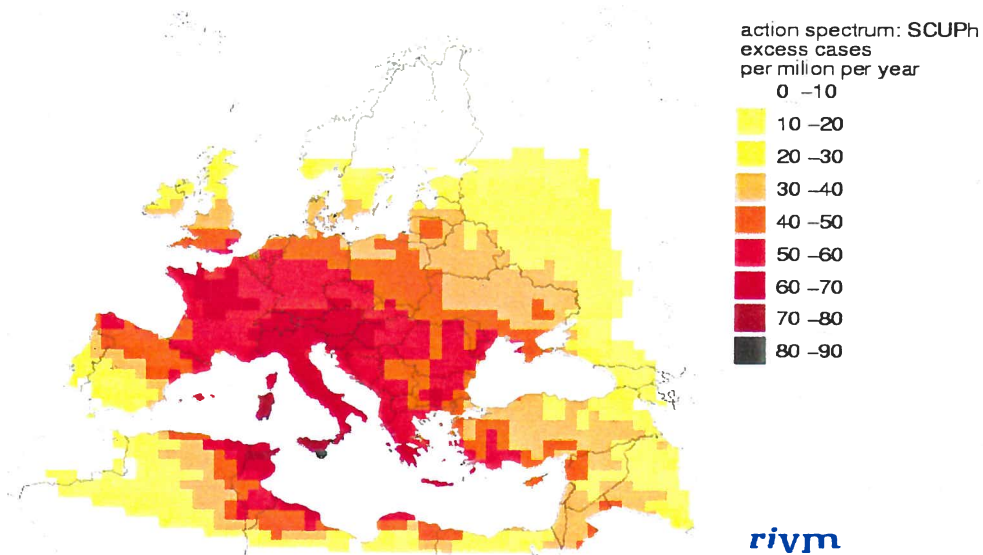 action spectrum: SCUPh
excess cases
per milion per year
0 –10
10 –20
20 –30
30 –40
40 –50
50 –60
60 –70
70 –80
80 –90
rivm